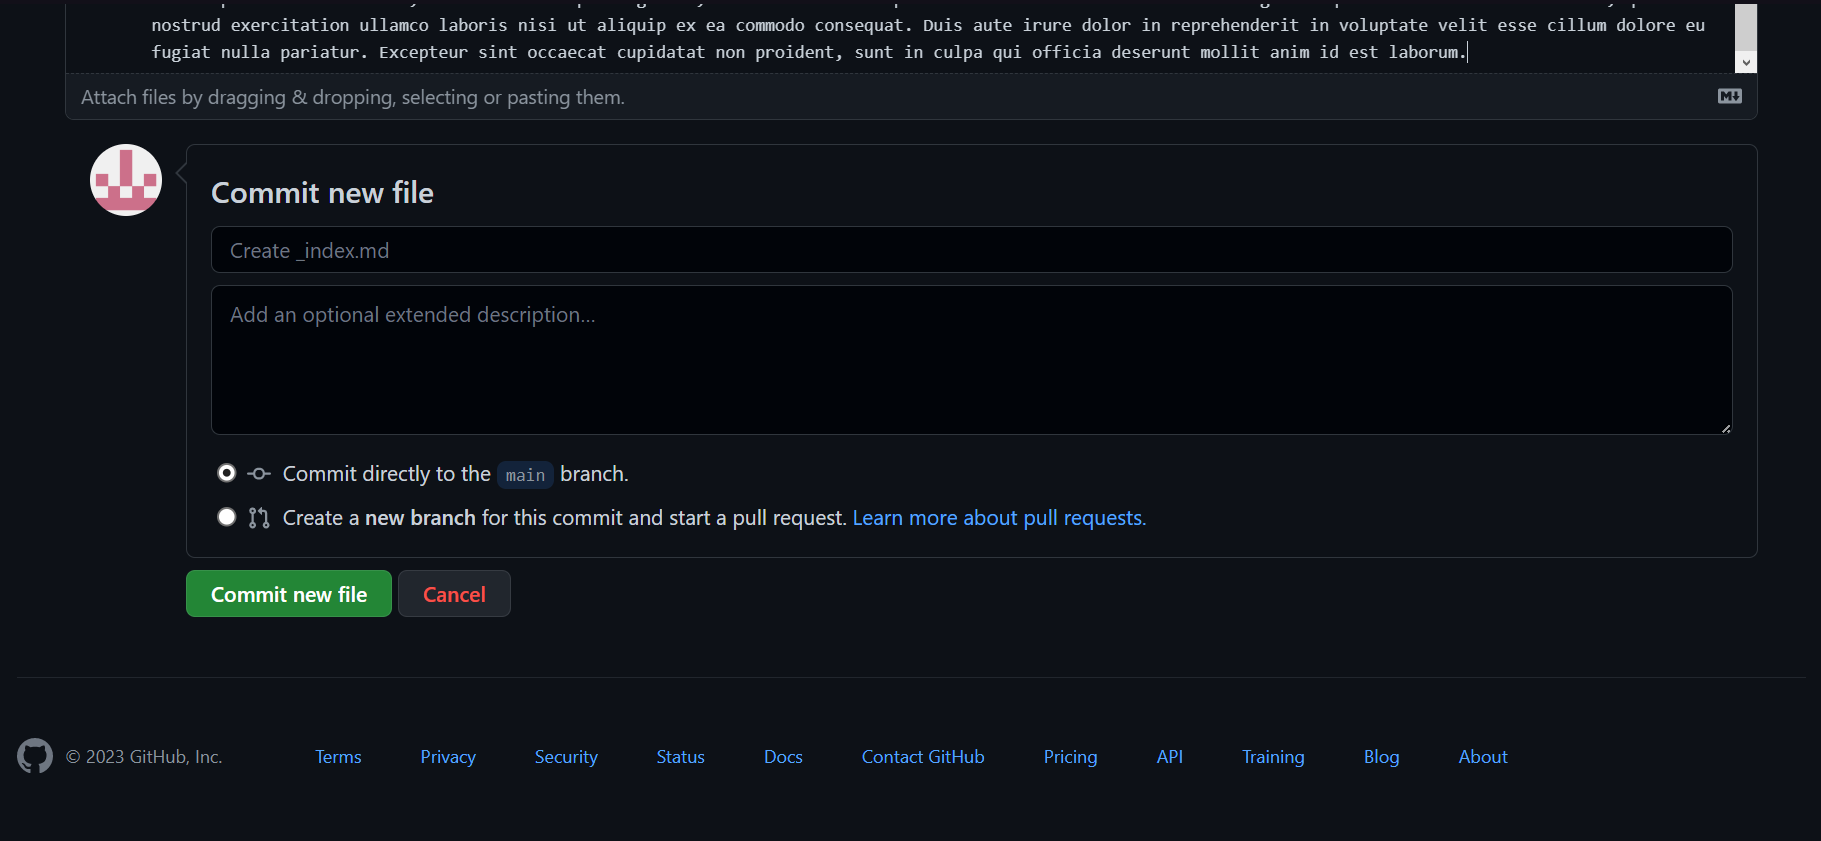 nostrud exercitation ullamco laboris nisi ut aliquip ex ea commodo consequat. Duis aute irure dolor in reprehenderit in voluptate velit esse cillum dolore eu
fugiat nulla pariatur. Excepteur sint occaecat cupidatat non proident, sunt in culpa qui officia deserunt mollit anim id est laborum.
Attach files by dragging & dropping, selecting or pasting them.
Commit new file
Create _index.md
Add an optional extended description...
Commit directly to the main branch.
Create a new branch for this commit and start a pull request. Learn more about pull requests.
Commit new file Cancel
© 2023 GitHub, Inc. Terms Privacy Security Status Docs Contact GitHub Pricing API Training Blog About